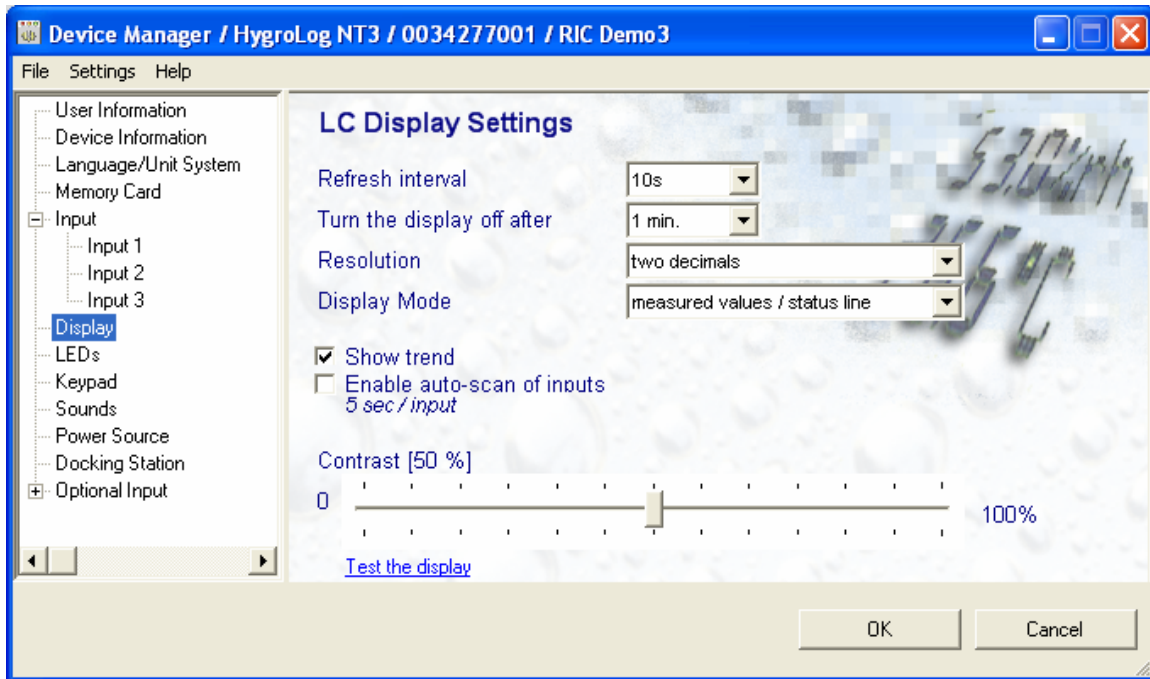 Device Manager / HygroLog NT3 / 0034277001 / RIC Demo3
File Settings Help
User Information
Device Information
Language/Unit System
Memory Card
Input
Input 1
Input 2
Input 3
Display
LEDs
Keypad
Sounds
Power Source
Docking Station
Optional Input
LC Display Settings
Refresh interval 10s
Turn the display off after 1 min.
Resolution two decimals
Display Mode measured values / status line
Show trend
Enable auto-scan of inputs
5 sec / input
Contrast [50 %]
0 100%
Test the display
OK Cancel